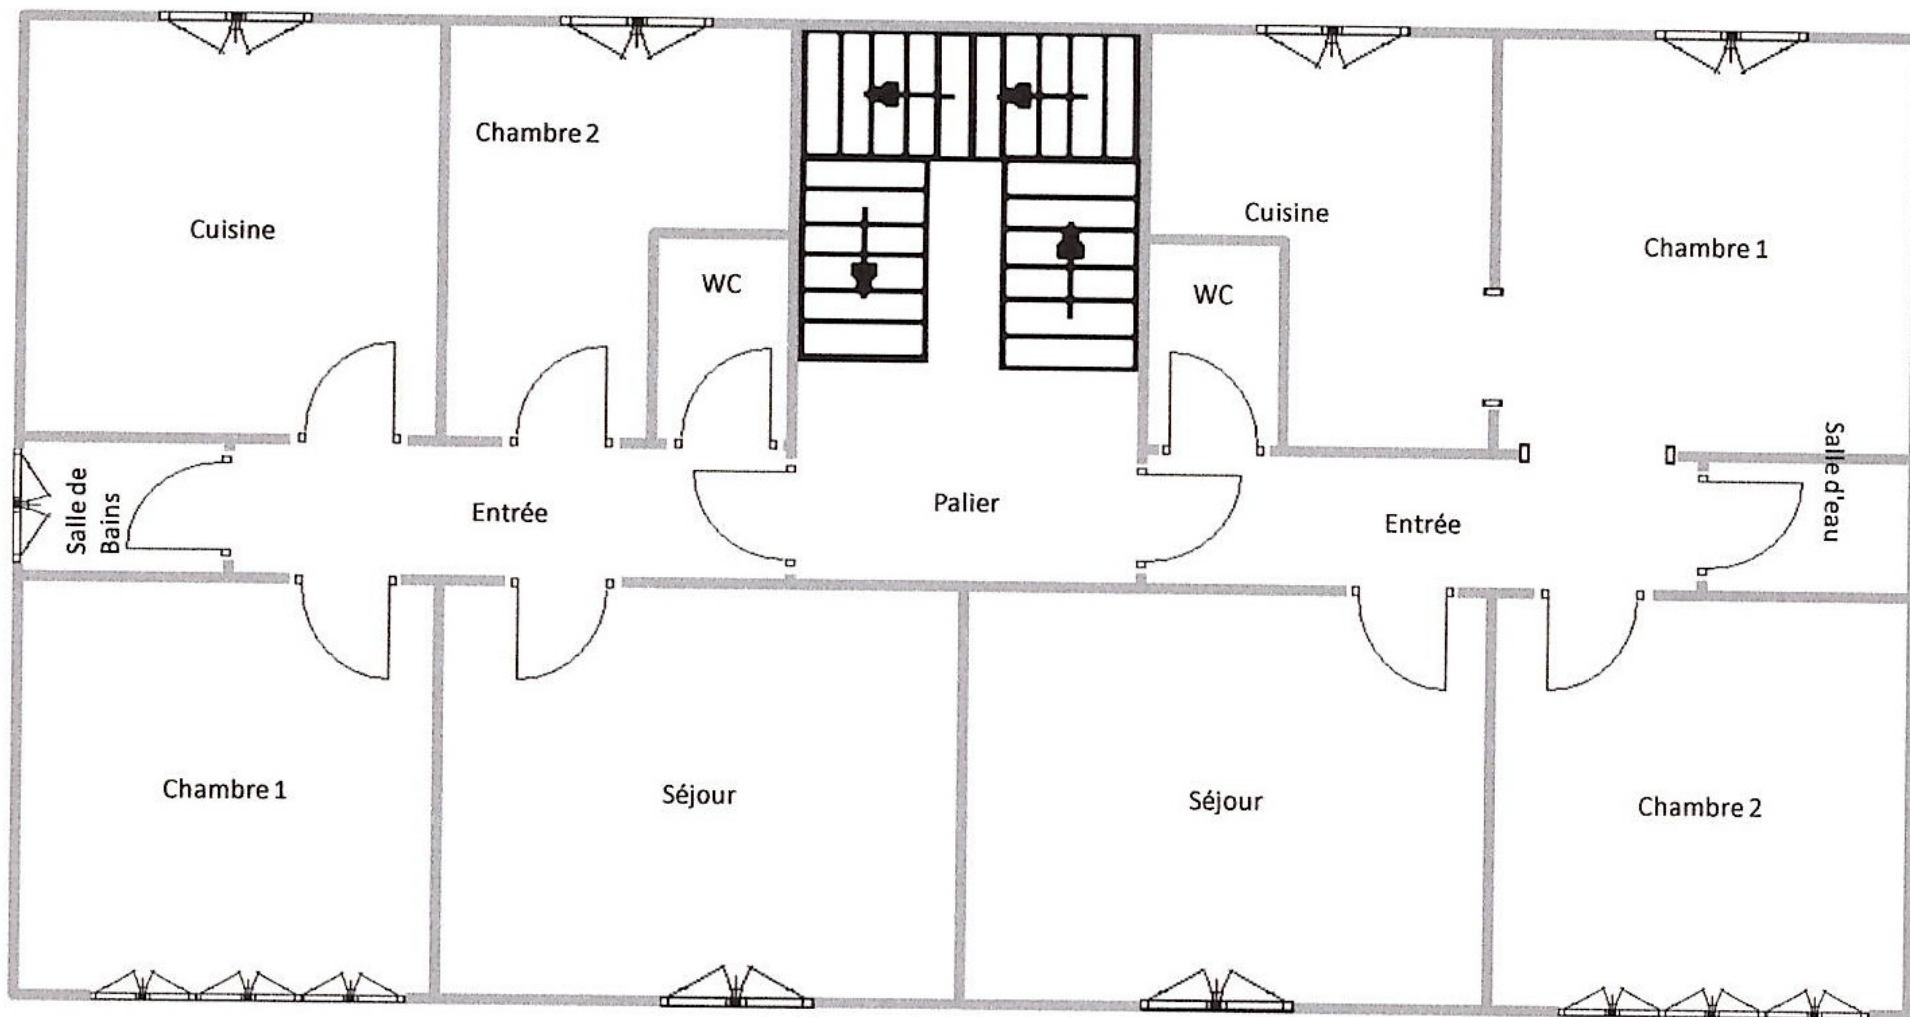 Chambre 2
Cuisine
Cuisine
Chambre 1
WC
WC
Salle de
Bains
Entrée
Palier
Entrée
Salle d'eau
Chambre 1
Séjour
Séjour
Chambre 2